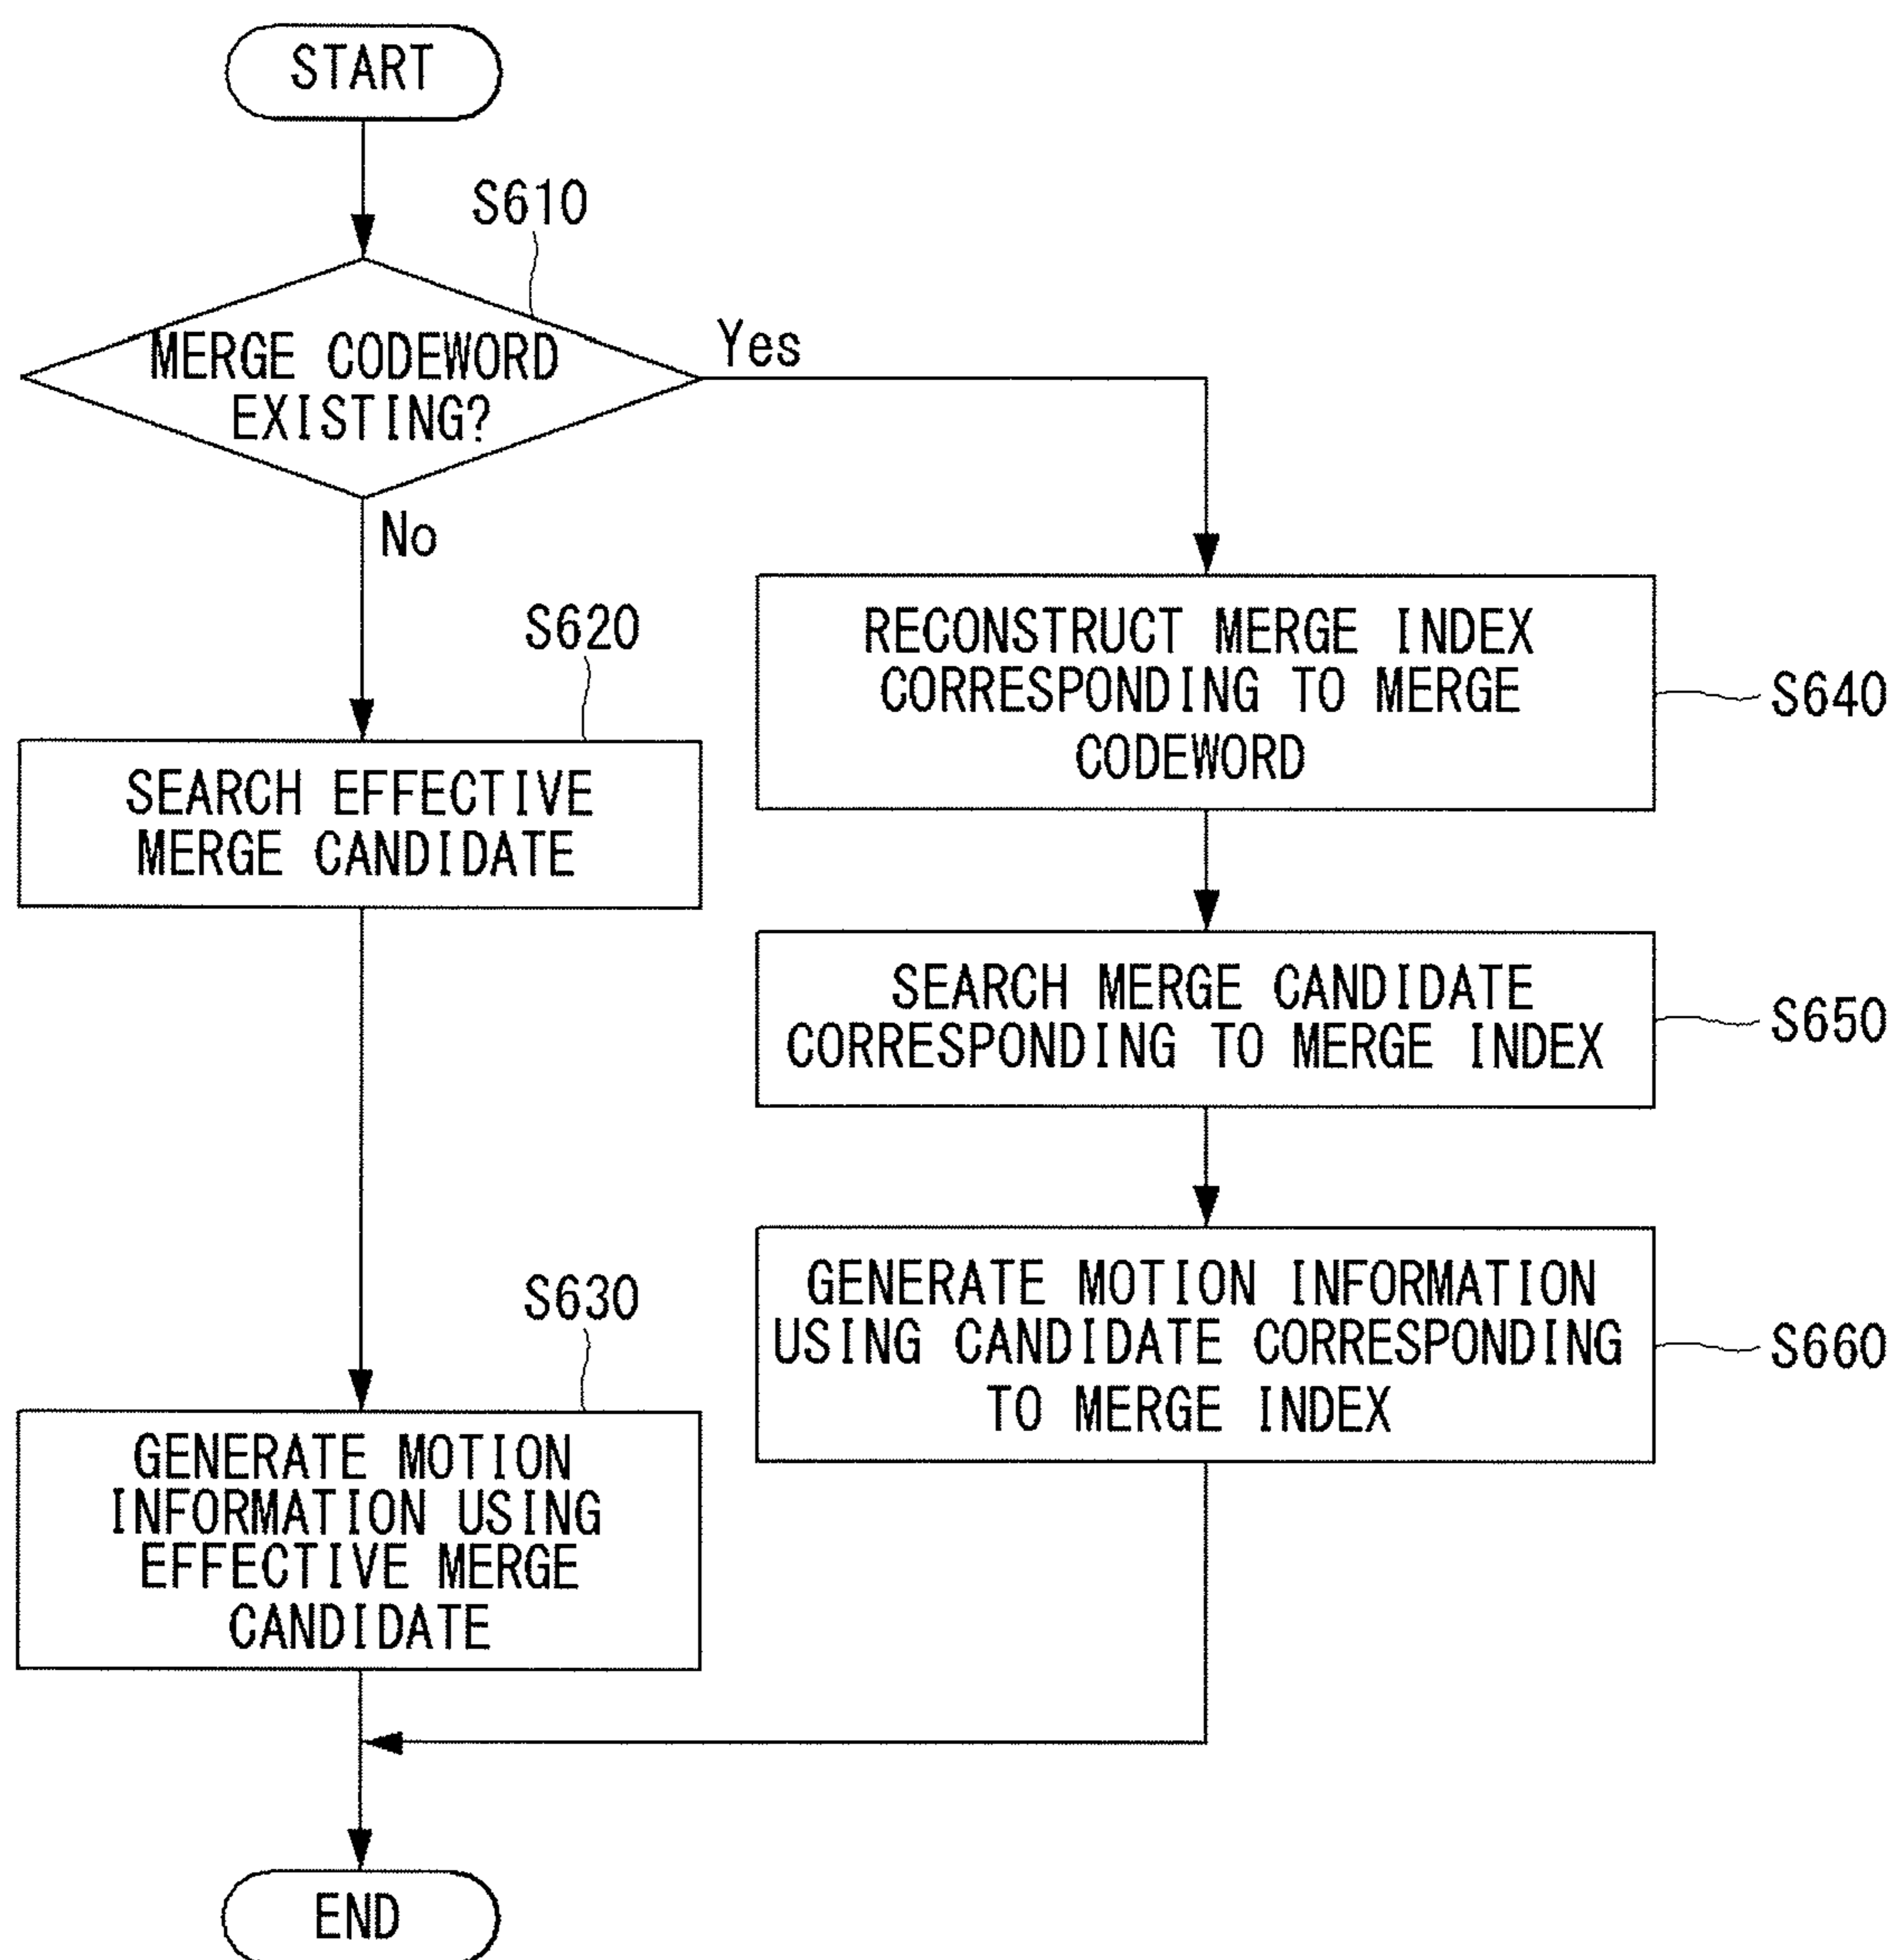 START
S610
MERGE CODEWORD
EXISTING?
Yes
No
S620
SEARCH EFFECTIVE
MERGE CANDIDATE
S630
GENERATE MOTION
INFORMATION USING
EFFECTIVE MERGE
CANDIDATE
RECONSTRUCT MERGE INDEX
CORRESPONDING TO MERGE
CODEWORD
S640
SEARCH MERGE CANDIDATE
CORRESPONDING TO MERGE INDEX
S650
GENERATE MOTION INFORMATION
USING CANDIDATE CORRESPONDING
TO MERGE INDEX
S660
END